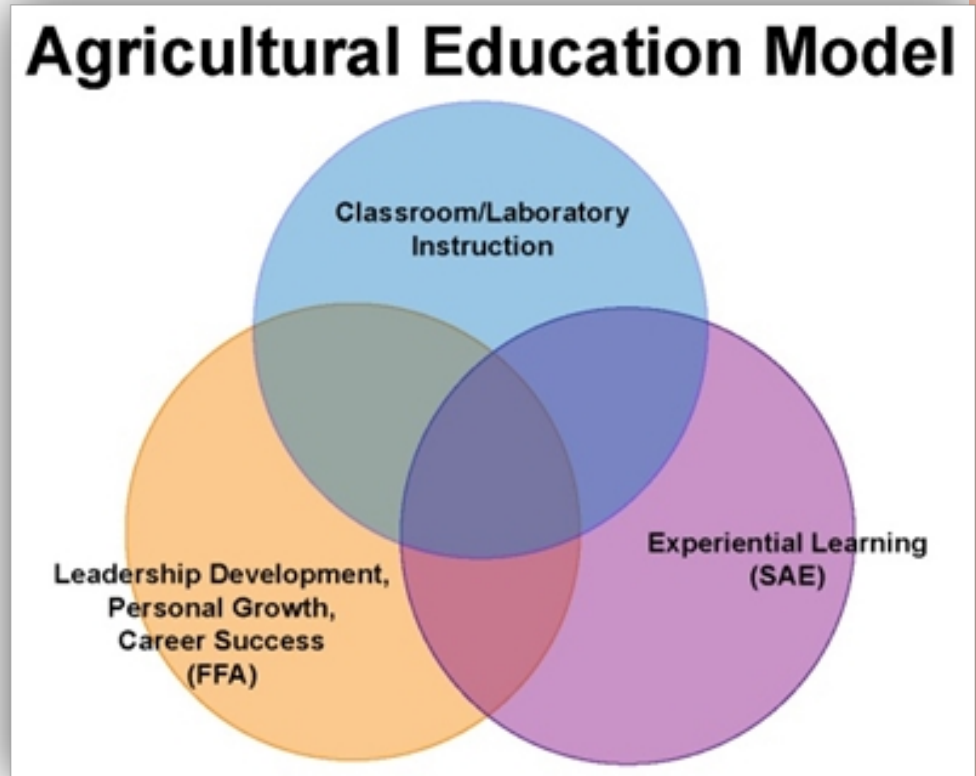 Agricultural Education Model
Classroom/Laboratory
Instruction
Experiential Learning
(SAE)
Leadership Development,
Personal Growth,
Career Success
(FFA)